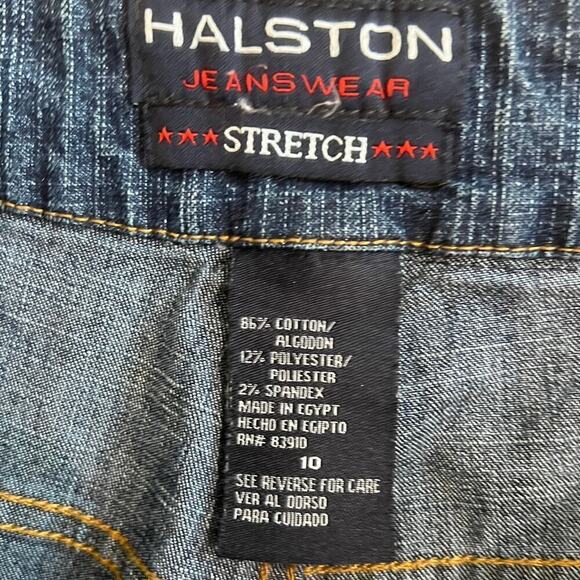 HALSTON
JEANSWEAR
★★★STRETCH★★★
86% COTTON/
ALGODON
12% POLYESTER/
POLIESTER
2% SPANDEX
MADE IN EGYPT
HECHO EN EGIPTO
RN# 83910
10
SEE REVERSE FOR CARE
VER AL DORSO
PARA CUIDADO